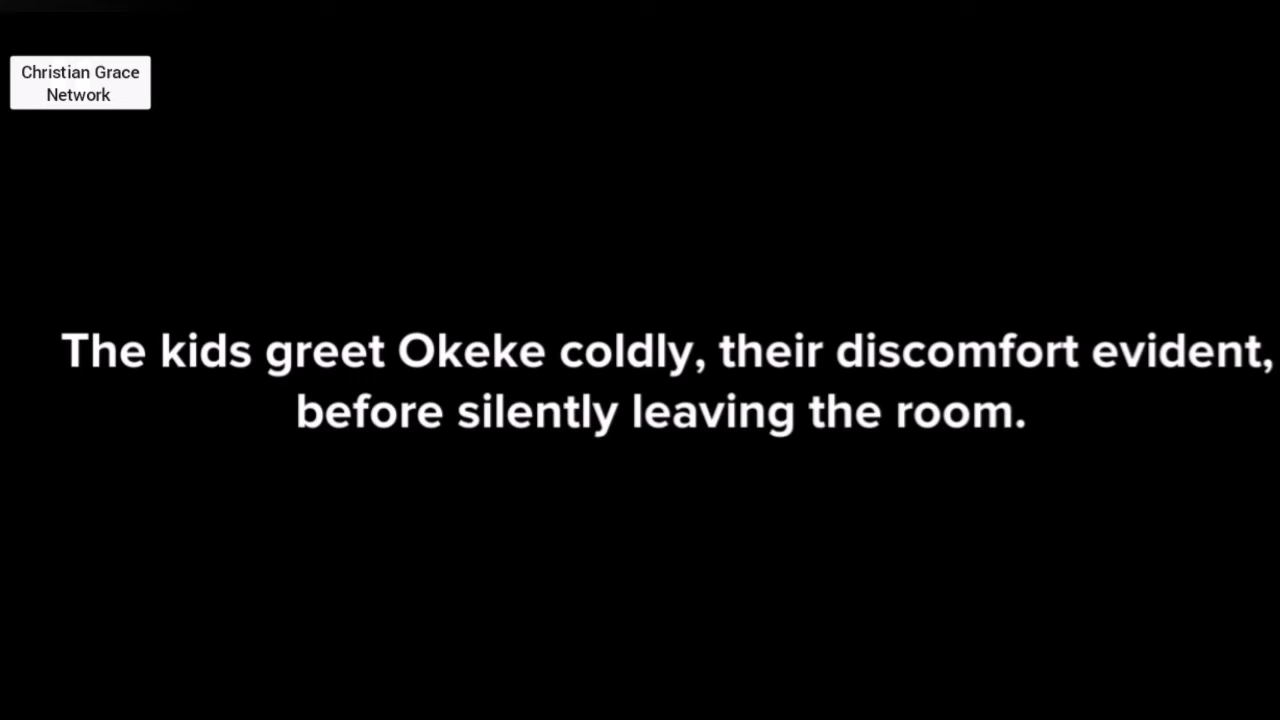 Christian Grace
Network
The kids greet Okeke coldly, their discomfort evident,
before silently leaving the room.